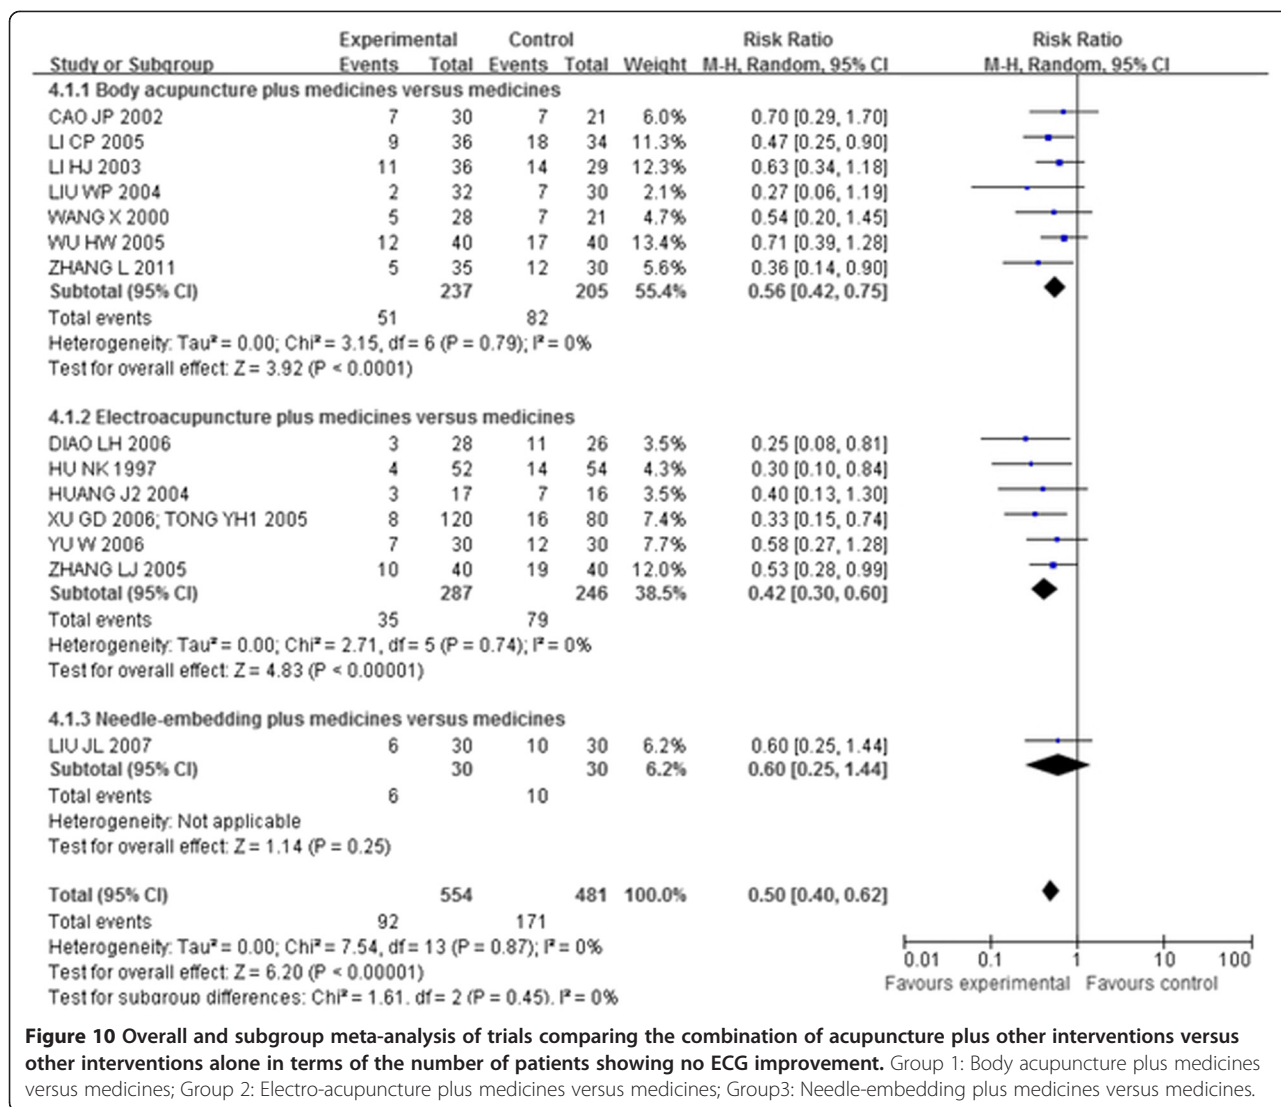 Experimental Control Risk Ratio Risk Ratio
Study or Subgroup Events Total Events Total Weight M-H, Random, 95% CI M-H, Random, 95% CI
4.1.1 Body acupuncture plus medicines versus medicines
CAO JP 2002 7 30 7 21 6.0% 0.70 [0.29, 1.70]
LI CP 2005 9 36 18 34 11.3% 0.47 [0.25, 0.90]
LI HJ 2003 11 36 14 29 12.3% 0.63 [0.34, 1.18]
LIU WP 2004 2 32 7 30 2.1% 0.27 [0.06, 1.19]
WANG X 2000 5 28 7 21 4.7% 0.54 [0.20, 1.45]
WU HW 2005 12 40 17 40 13.4% 0.71 [0.39, 1.28]
ZHANG L 2011 5 35 12 30 5.6% 0.36 [0.14, 0.90]
Subtotal (95% CI) 237 205 55.4% 0.56 [0.42, 0.75]
Total events 51 82
Heterogeneity: Tau² = 0.00; Chi² = 3.15, df = 6 (P = 0.79); I² = 0%
Test for overall effect: Z = 3.92 (P < 0.0001)
4.1.2 Electroacupuncture plus medicines versus medicines
DIAO LH 2006 3 28 11 26 3.5% 0.25 [0.08, 0.81]
HU NK 1997 4 52 14 54 4.3% 0.30 [0.10, 0.84]
HUANG J2 2004 3 17 7 16 3.5% 0.40 [0.13, 1.30]
XU GD 2006; TONG YH1 2005 8 120 16 80 7.4% 0.33 [0.15, 0.74]
YU W 2006 7 30 12 30 7.7% 0.58 [0.27, 1.28]
ZHANG LJ 2005 10 40 19 40 12.0% 0.53 [0.28, 0.99]
Subtotal (95% CI) 287 246 38.5% 0.42 [0.30, 0.60]
Total events 35 79
Heterogeneity: Tau² = 0.00; Chi² = 2.71, df = 5 (P = 0.74); I² = 0%
Test for overall effect: Z = 4.83 (P < 0.00001)
4.1.3 Needle-embedding plus medicines versus medicines
LIU JL 2007 6 30 10 30 6.2% 0.60 [0.25, 1.44]
Subtotal (95% CI) 30 30 6.2% 0.60 [0.25, 1.44]
Total events 6 10
Heterogeneity: Not applicable
Test for overall effect: Z = 1.14 (P = 0.25)
Total (95% CI) 554 481 100.0% 0.50 [0.40, 0.62]
Total events 92 171
Heterogeneity: Tau² = 0.00; Chi² = 7.54, df = 13 (P = 0.87); I² = 0%
Test for overall effect: Z = 6.20 (P < 0.00001)
Test for subgroup differences: Chi² = 1.61. df = 2 (P = 0.45). I² = 0%
0.01 0.1 1 10 100
Favours experimental Favours control
Figure 10 Overall and subgroup meta-analysis of trials comparing the combination of acupuncture plus other interventions versus
other interventions alone in terms of the number of patients showing no ECG improvement. Group 1: Body acupuncture plus medicines
versus medicines; Group 2: Electro-acupuncture plus medicines versus medicines; Group3: Needle-embedding plus medicines versus medicines.